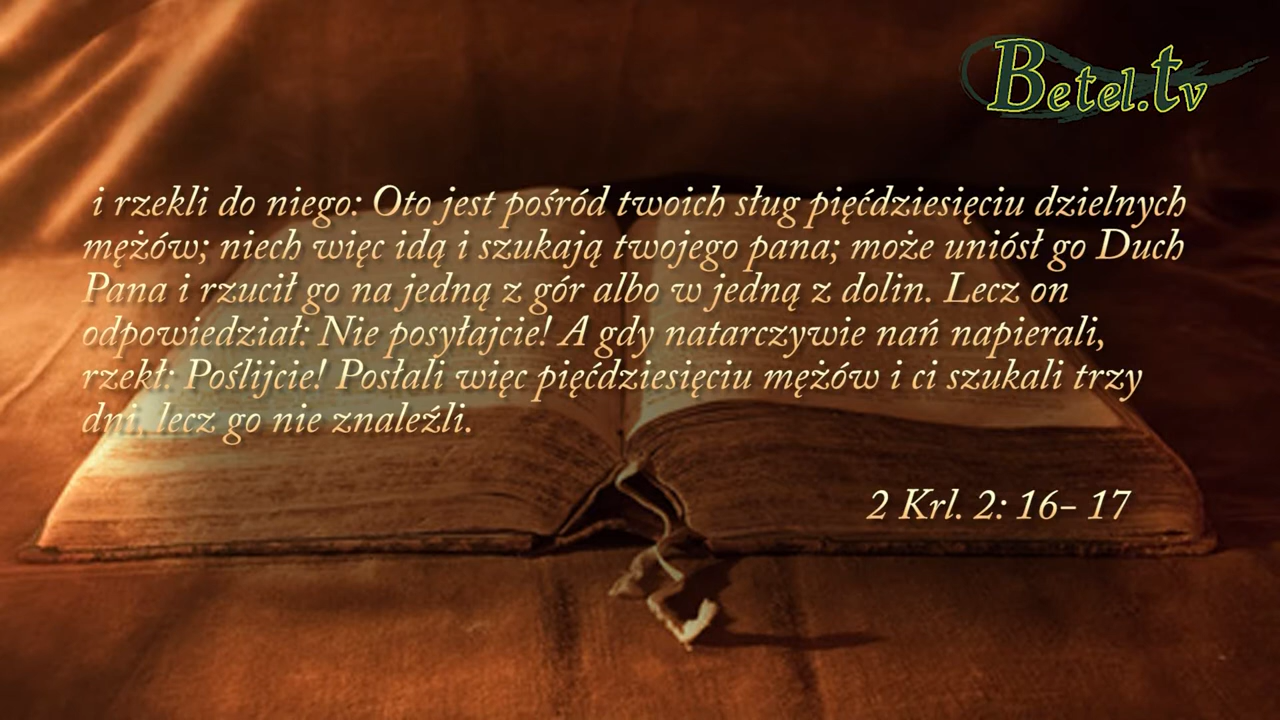 Betel.tv
i rzekli do niego: Oto jest pośród twoich sług pięćdziesięciu dzielnych
mężów; niech więc idą i szukają twojego pana; może uniósł go Duch
Pana i rzucił go na jedną z gór albo w jedną z dolin. Lecz on
odpowiedział: Nie posyłajcie! A gdy natarczywie nań napierali,
rzekł: Poślijcie! Posłali więc pięćdziesięciu mężów i ci szukali trzy
dni, lecz go nie znaleźli.
2 Krl. 2: 16– 17